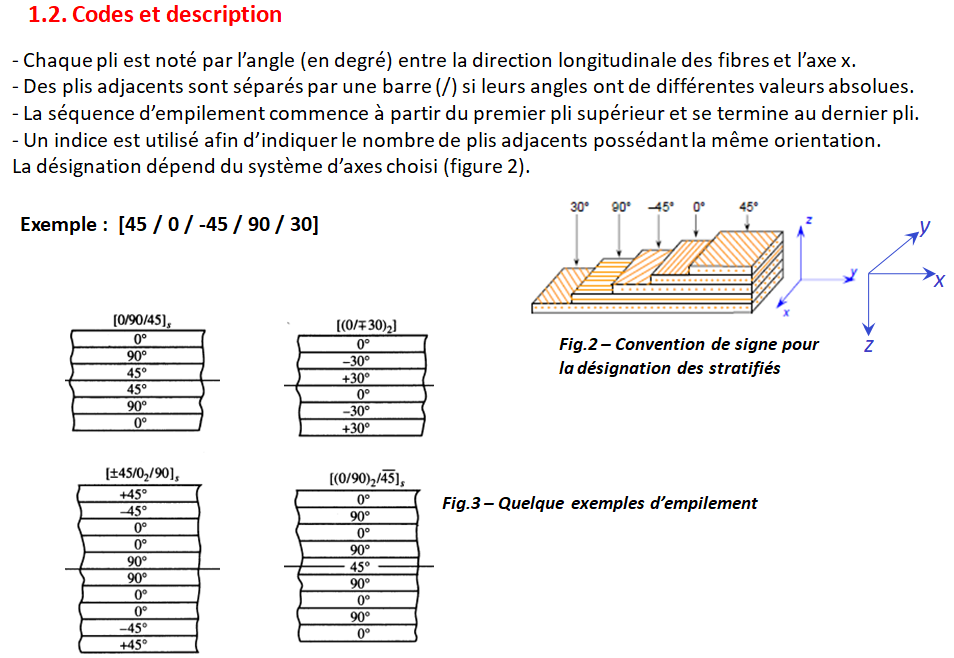 1.2. Codes et description
- Chaque pli est noté par l’angle (en degré) entre la direction longitudinale des fibres et l’axe x.
- Des plis adjacents sont séparés par une barre (/) si leurs angles ont de différentes valeurs absolues.
- La séquence d’empilement commence à partir du premier pli supérieur et se termine au dernier pli.
- Un indice est utilisé afin d’indiquer le nombre de plis adjacents possédant la même orientation.
La désignation dépend du système d’axes choisi (figure 2).
Exemple : [45 / 0 / -45 / 90 / 30]
30° 90° –45° 0° 45°
z
y
x
y
x
z
Fig.2 – Convention de signe pour
la désignation des stratifiés
[0/90/45]s
0°
90°
45°
45°
90°
0°
[(0/∓30)2]
0°
–30°
+30°
0°
–30°
+30°
[±45/02/90]s
+45°
–45°
0°
0°
90°
90°
0°
0°
–45°
+45°
[(0/90)2/4̅5̅]s
0°
90°
0°
90°
45°
90°
0°
90°
0°
Fig.3 – Quelque exemples d’empilement